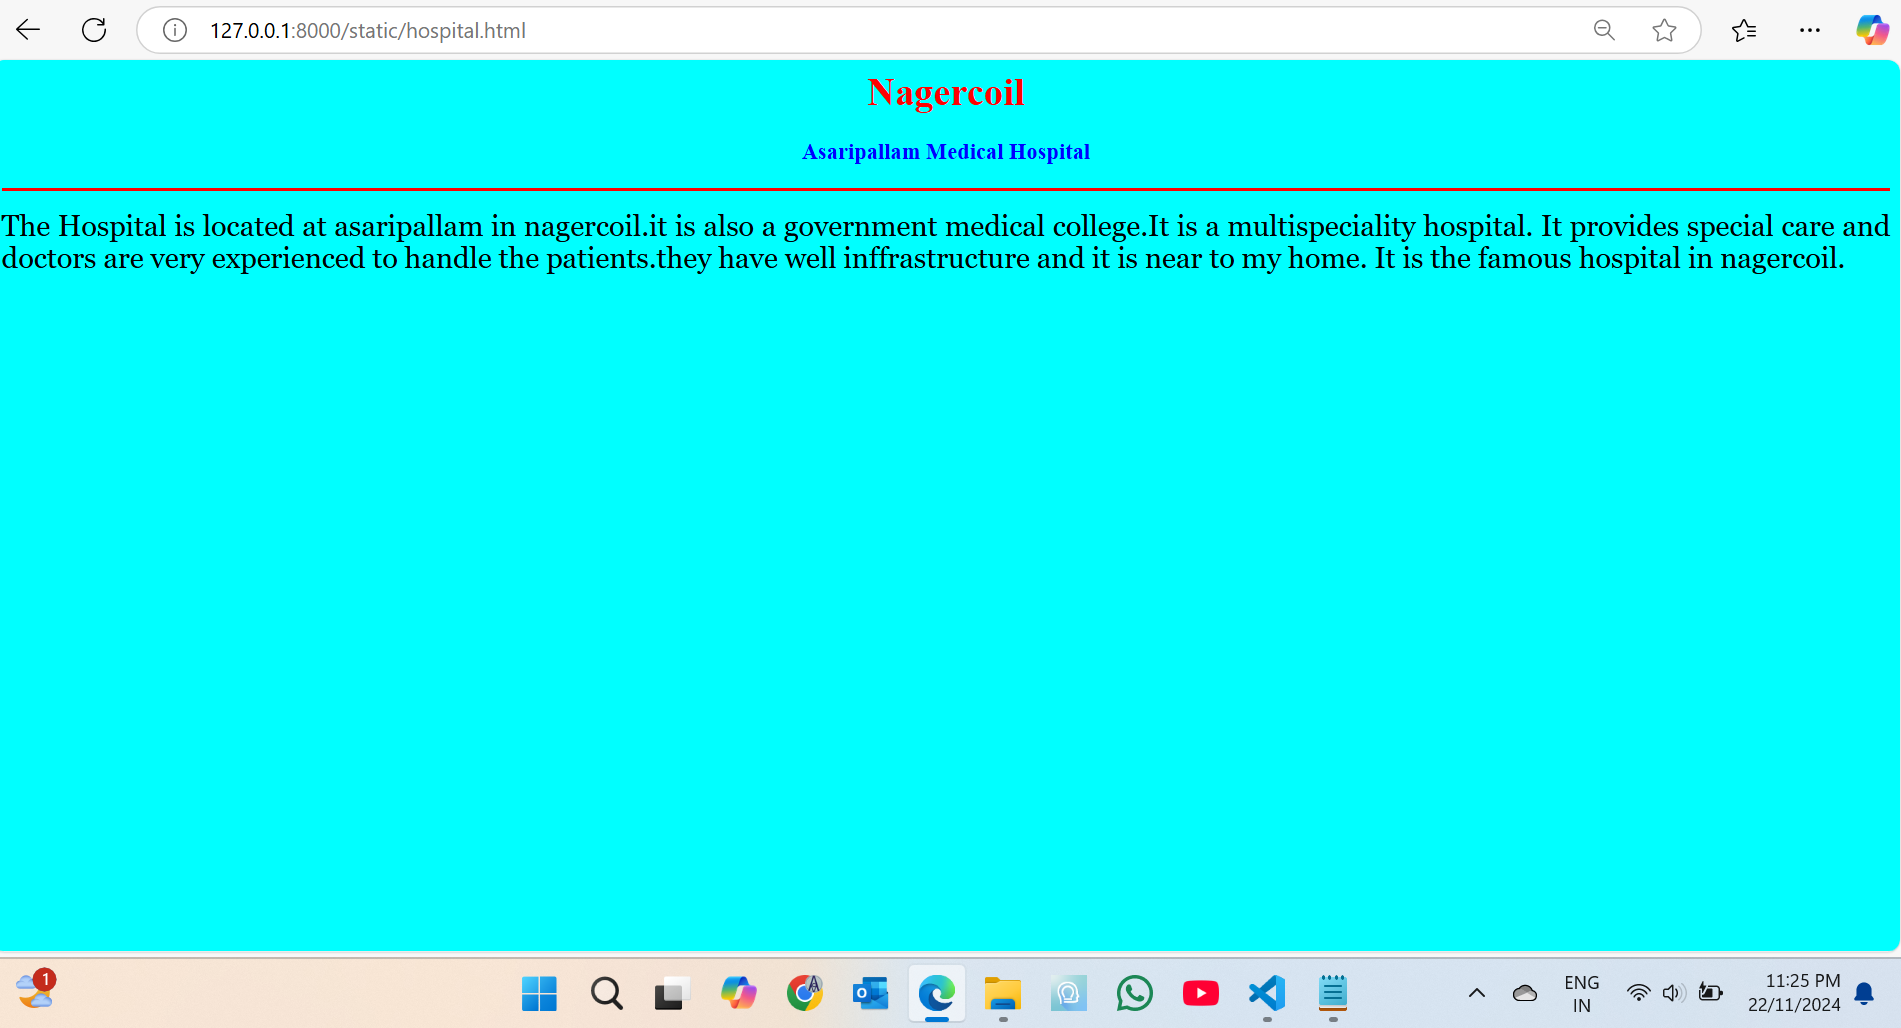 127.0.0.1:8000/static/hospital.html
Nagercoil
Asaripallam Medical Hospital
The Hospital is located at asaripallam in nagercoil.it is also a government medical college.It is a multispeciality hospital. It provides special care and
doctors are very experienced to handle the patients.they have well inffrastructure and it is near to my home. It is the famous hospital in nagercoil.
1
ENG
IN
11:25 PM
22/11/2024